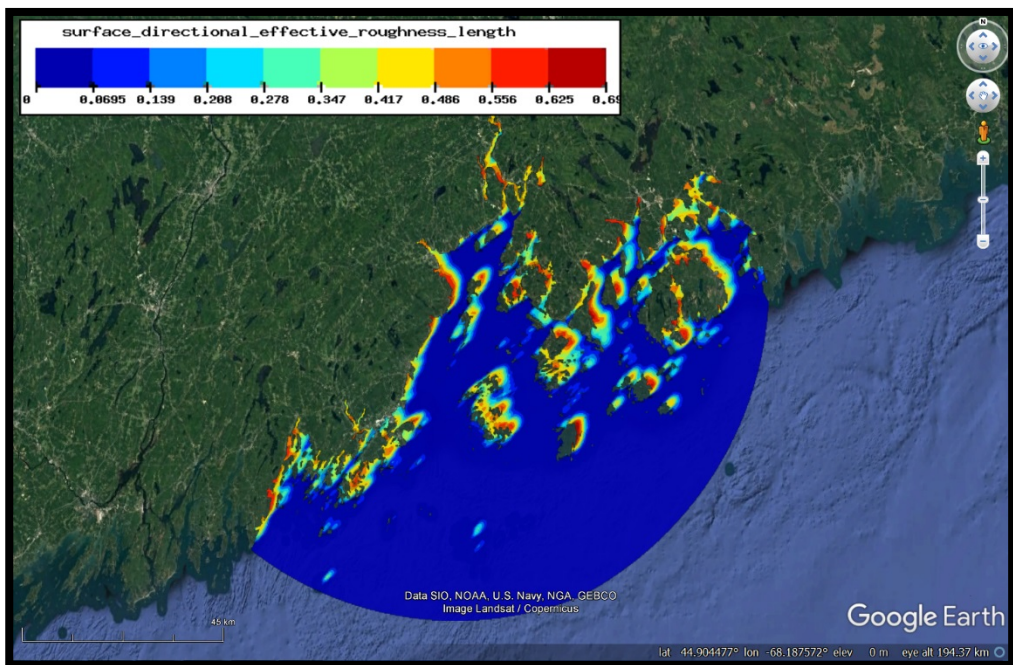 surface_directional_effective_roughness_length
0 0.0695 0.139 0.208 0.278 0.347 0.417 0.486 0.556 0.625 0.69
N
Data SIO, NOAA, U.S. Navy, NGA, GEBCO
Image Landsat / Copernicus
45 km
Google Earth
lat 44.904477° lon -68.187572° elev 0 m eye alt 194.37 km